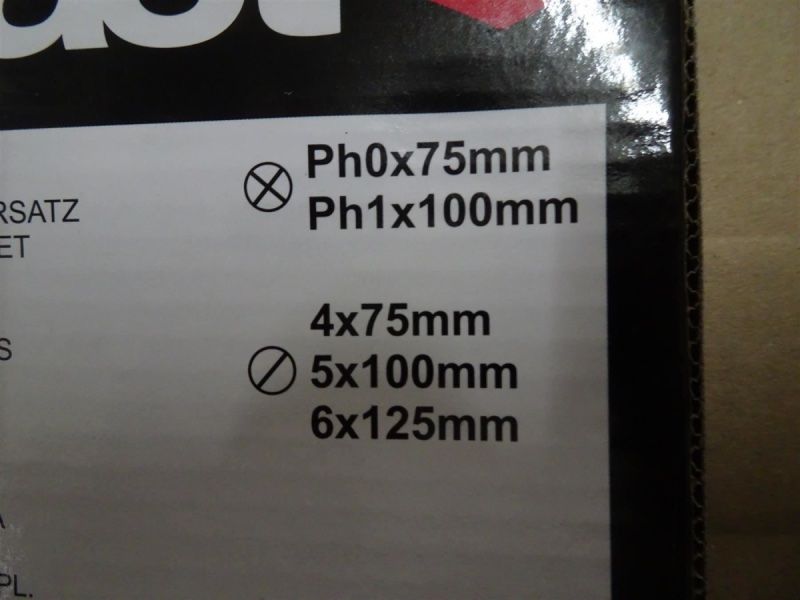 Ph0x75mm
Ph1x100mm
RSATZ
ET
4x75mm
S
5x100mm
6x125mm
A
PL.